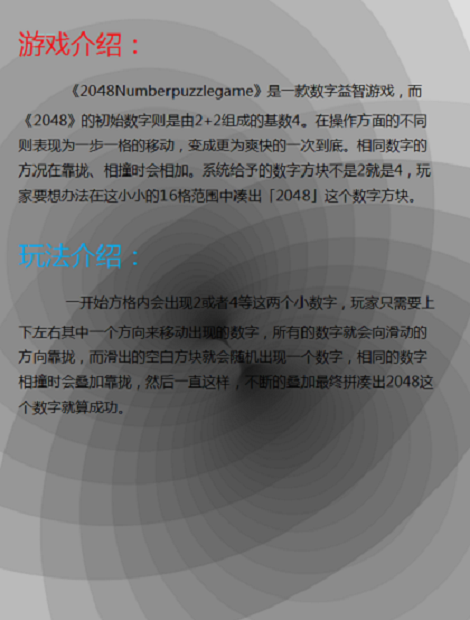 游戏介绍：
《2048Numberpuzzlegame》是一款数字益智游戏，而
《2048》的初始数字则是由2+2组成的基数4。在操作方面的不同
则表现为一步一格的移动，变成更为爽快的一次到底。相同数字的
方况在靠拢、相撞时会相加。系统给予的数字方块不是2就是4，玩
家要想办法在这小小的16格范围中凑出「2048」这个数字方块。
玩法介绍：
一开始方格内会出现2或者4等这两个小数字，玩家只需要上
下左右其中一个方向来移动出现的数字，所有的数字就会向滑动的
方向靠拢，而滑出的空白方块就会随机出现一个数字，相同的数字
相撞时会叠加靠拢，然后一直这样，不断的叠加最终拼凑出2048这
个数字就算成功。